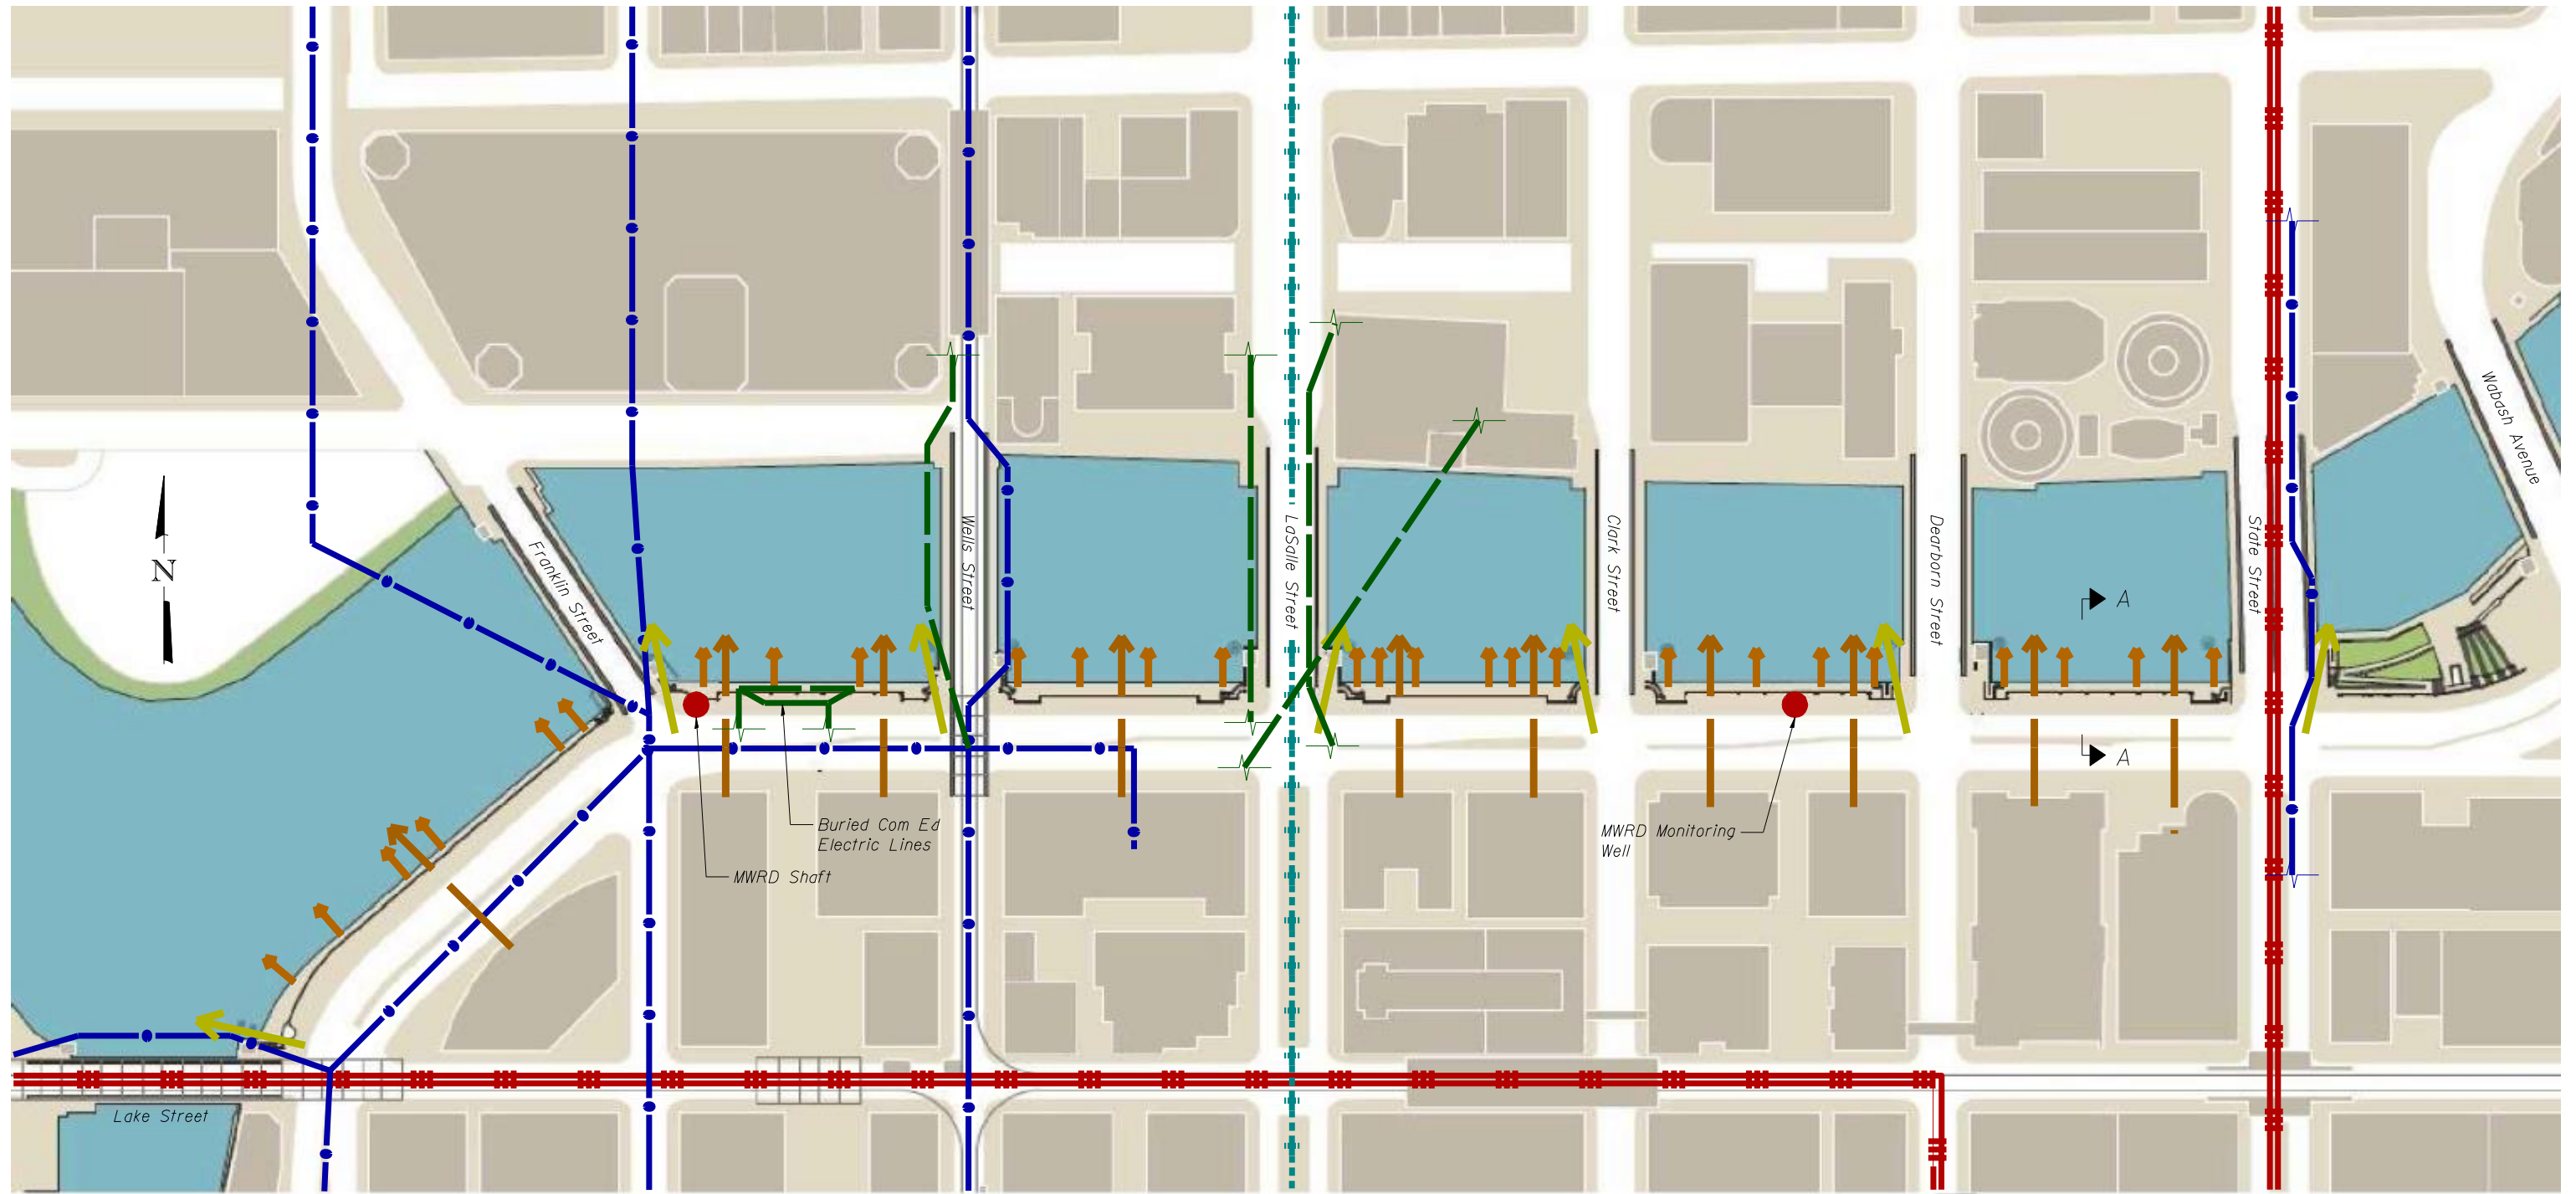 Wabash Avenue
N
Franklin Street
Wells Street
LaSalle Street
Clark Street
Dearborn Street
State Street
A
A
Buried Com Ed
Electric Lines
MWRD Shaft
MWRD Monitoring
Well
Lake Street